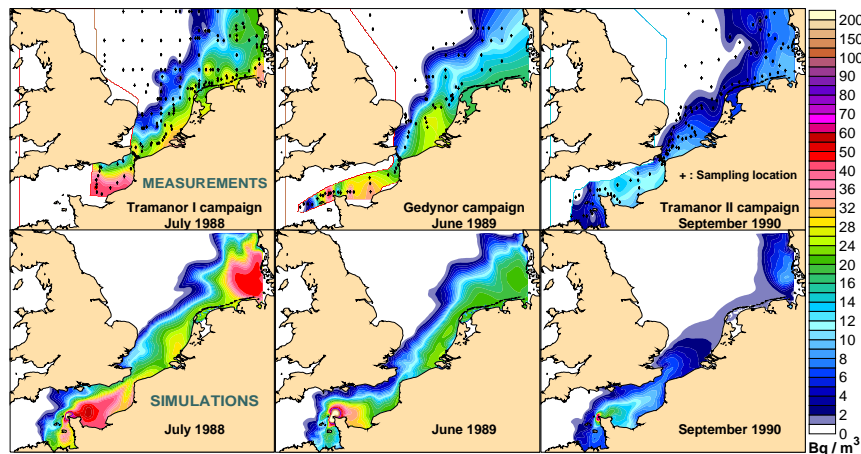 MEASUREMENTS
Tramanor I campaign
July 1988
Gedynor campaign
June 1989
+ : Sampling location
Tramanor II campaign
September 1990
SIMULATIONS
July 1988
June 1989
September 1990
200
150
100
90
80
70
60
50
40
36
32
28
24
20
16
14
12
10
8
6
4
2
0
0
Bq / m³